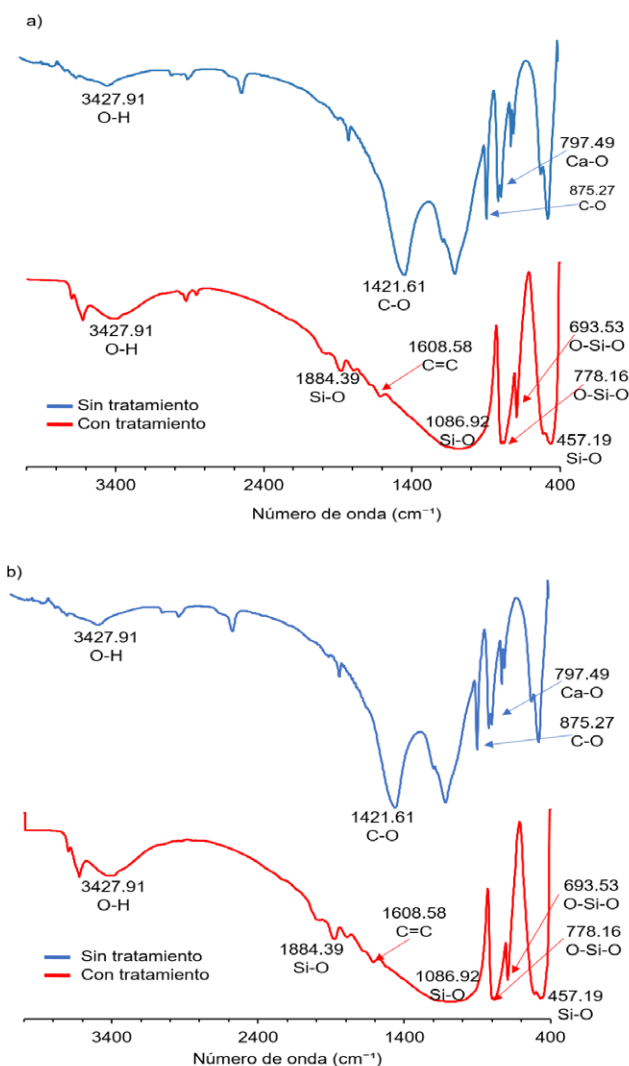 a)
3427.91
O-H
797.49
Ca-O
875.27
C-O
1421.61
C-O
3427.91
O-H
1608.58
C=C
1884.39
Si-O
693.53
O-Si-O
778.16
O-Si-O
1086.92
Si-O
457.19
Si-O
Sin tratamiento
Con tratamiento
3400 2400 1400 400
Número de onda (cm⁻¹)
b)
3427.91
O-H
797.49
Ca-O
875.27
C-O
1421.61
C-O
3427.91
O-H
1608.58
C=C
1884.39
Si-O
693.53
O-Si-O
778.16
O-Si-O
1086.92
Si-O
457.19
Si-O
Sin tratamiento
Con tratamiento
3400 2400 1400 400
Número de onda (cm⁻¹)